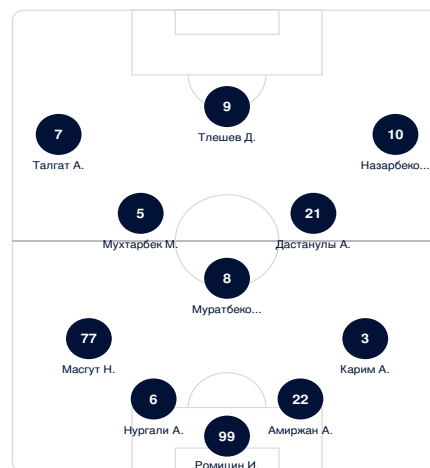 9
Тлешев Д.
7
Талгат А.
10
Назарбеко...
5
Мухтарбек М.
21
Дастанулы А.
8
Муратбеко...
77
Масгут Н.
3
Карим А.
6
Нургали А.
22
Амиржан А.
99
Ромицин И.